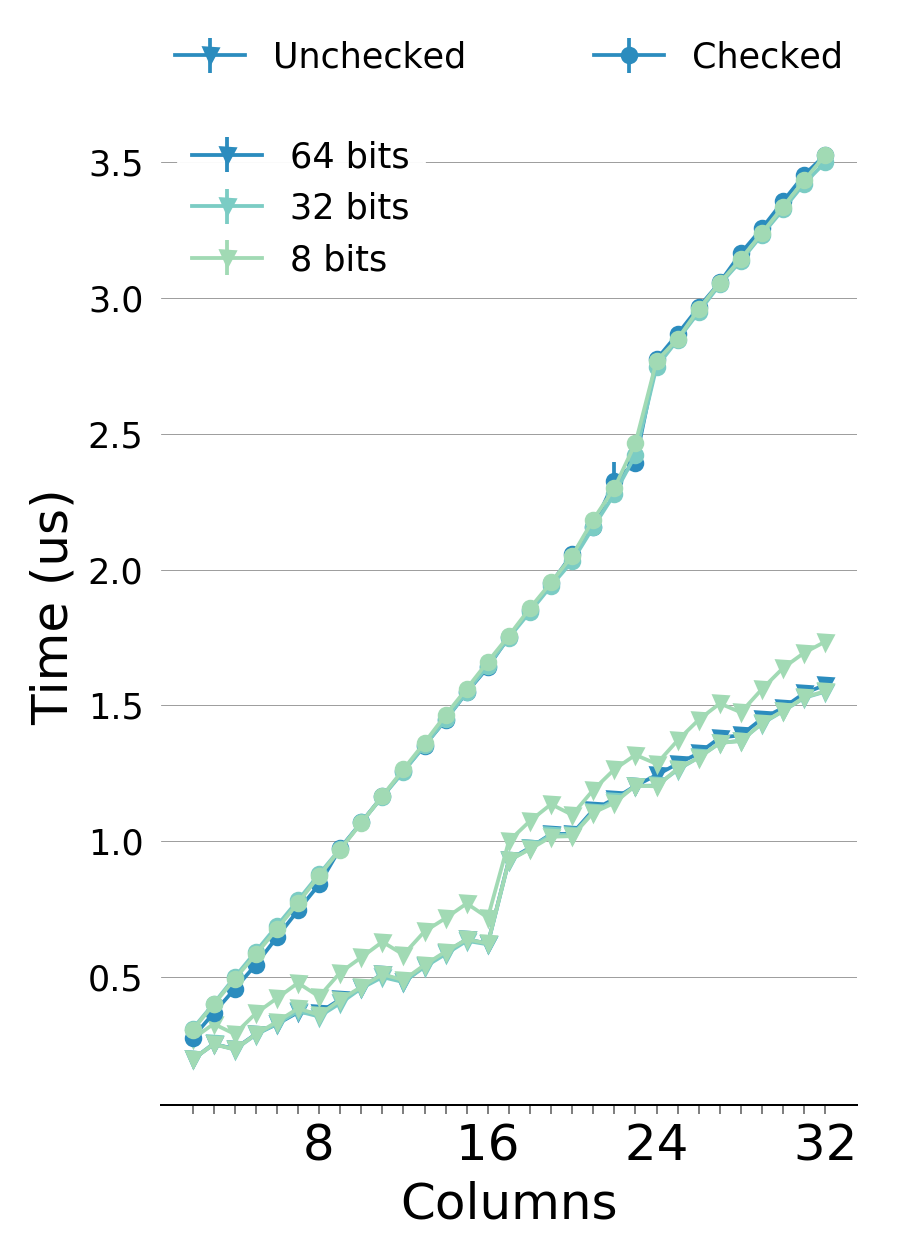 Unchecked Checked
64 bits
32 bits
8 bits
3.5
3.0
2.5
2.0
1.5
1.0
0.5
Time (us)
8 16 24 32
Columns